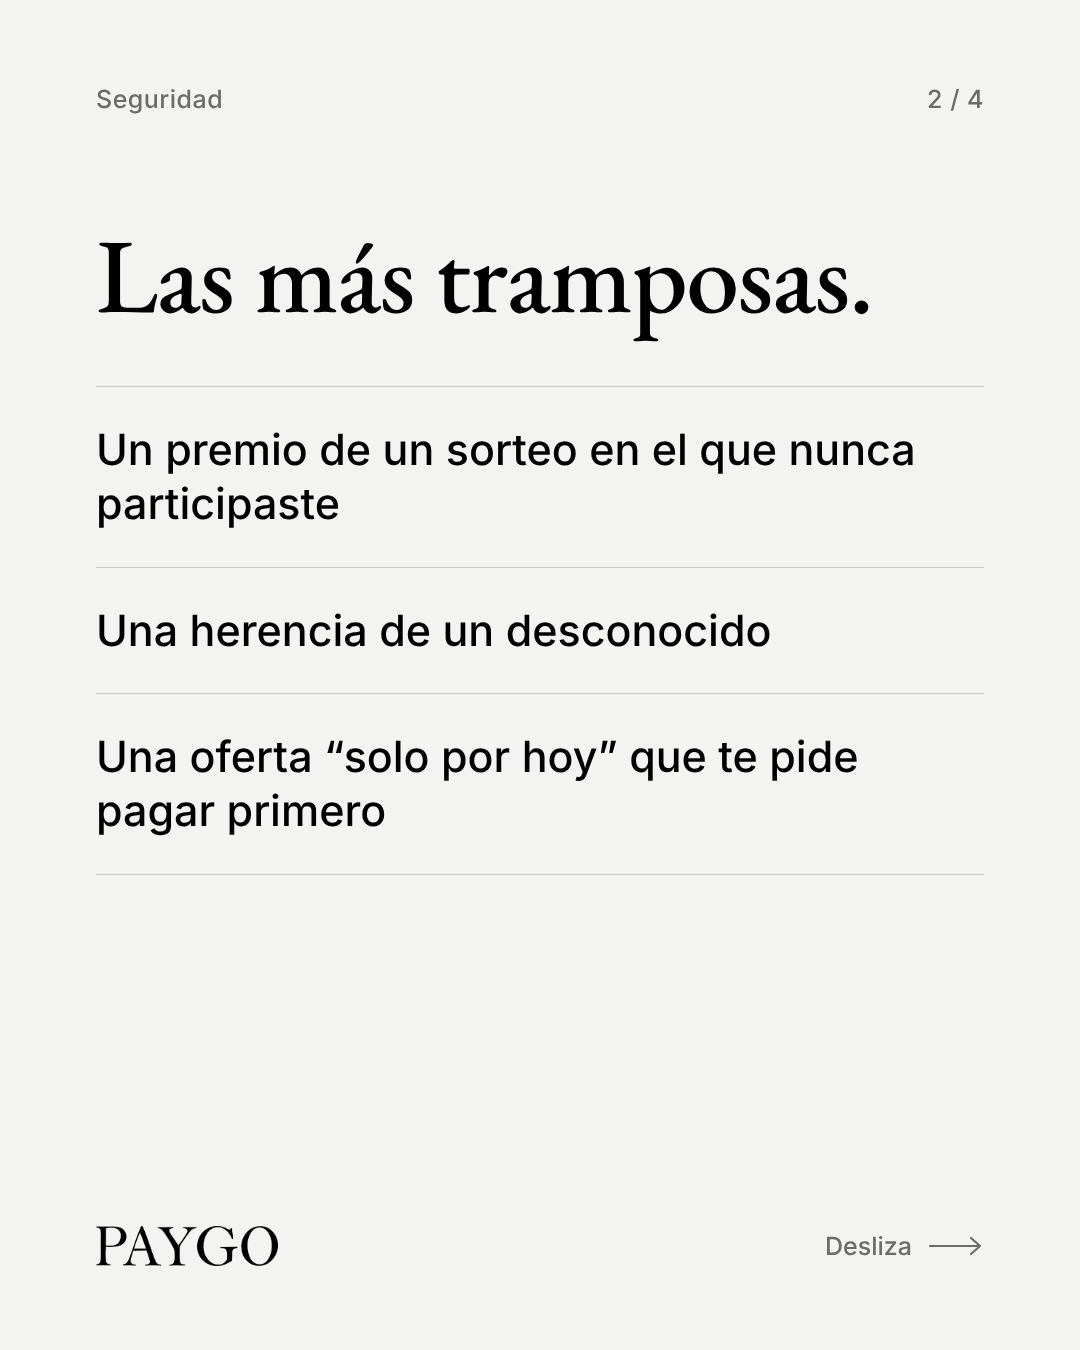 Seguridad
2 / 4
Las más tramposas.
Un premio de un sorteo en el que nunca
participaste
Una herencia de un desconocido
Una oferta “solo por hoy” que te pide
pagar primero
PAYGO
Desliza →